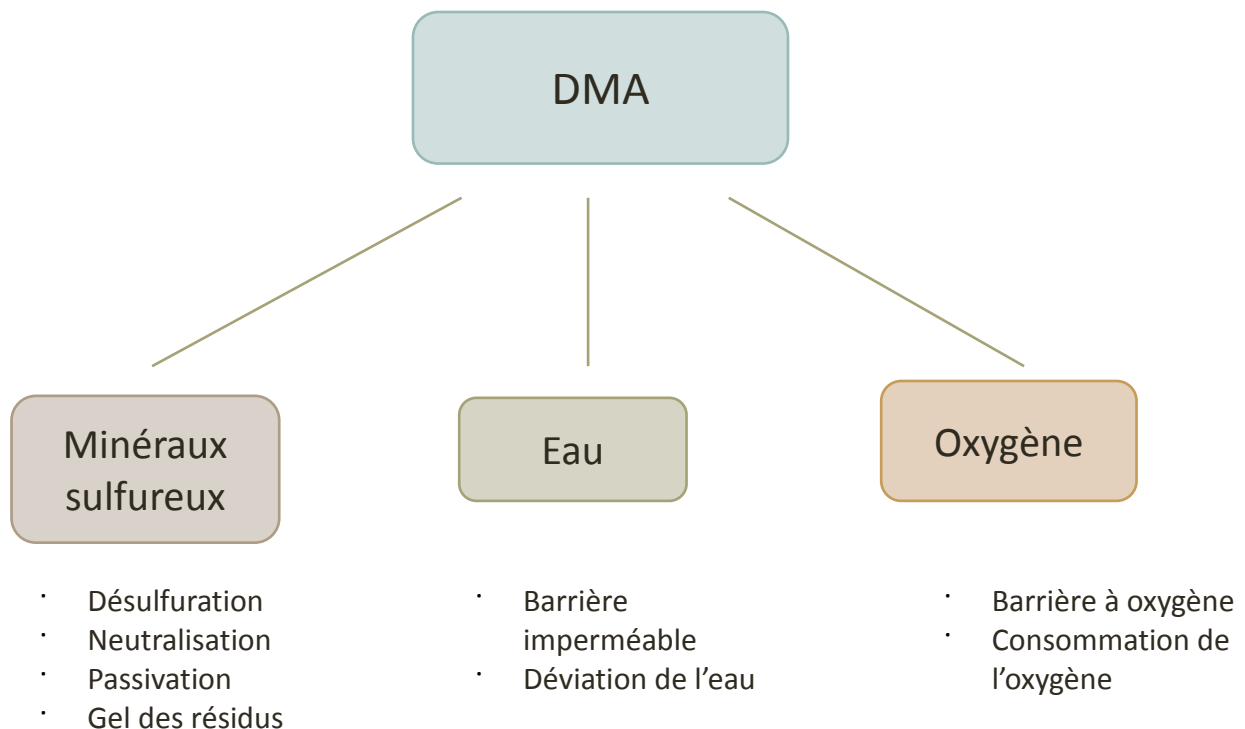 DMA
Minéraux
sulfureux
Eau
Oxygène
· Désulfuration
· Neutralisation
· Passivation
· Gel des résidus
· Barrière
imperméable
· Déviation de l’eau
· Barrière à oxygène
· Consommation de
l’oxygène